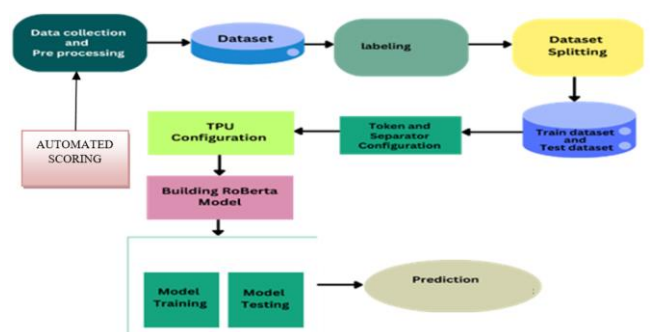 Data collection
and
Pre processing
Dataset
labeling
Dataset
Splitting
AUTOMATED
SCORING
TPU
Configuration
Token and
Separator
Configuration
Train dataset
and
Test dataset
Building RoBerta
Model
Model
Training
Model
Testing
Prediction